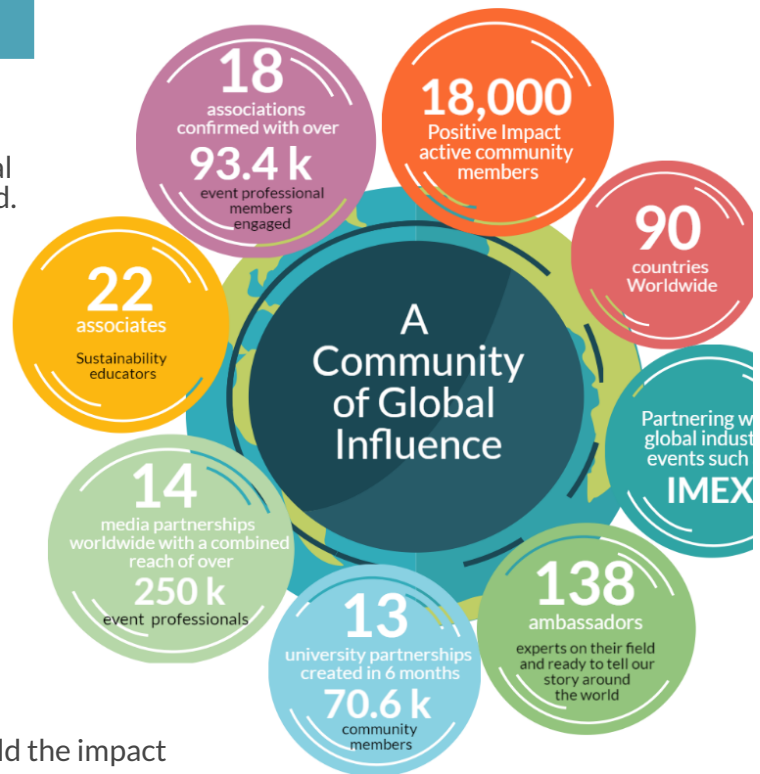 18
associations
confirmed with over
93.4 k
event professional
members
engaged
18,000
Positive Impact
active community
members
90
countries
Worldwide
22
associates
Sustainability
educators
A
Community
of Global
Influence
Partnering
global
events such
IMEX
14
media partnerships
worldwide with a combined
reach of over
250 k
event professionals
13
university partnerships
created in 6 months
70.6 k
community
members
138
ambassadors
experts on their field
and ready to tell our
story around
the world
the impact